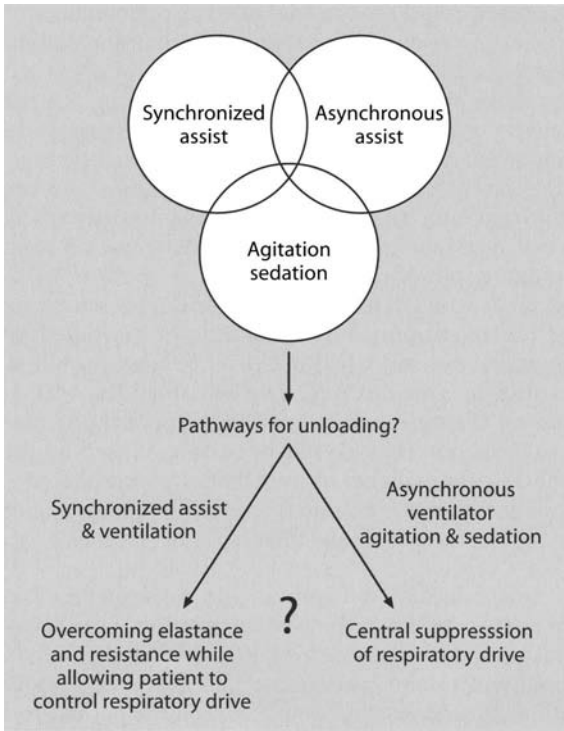 Synchronized
assist
Asynchronous
assist
Agitation
sedation
Pathways for unloading?
Synchronized assist
& ventilation
Asynchronous
ventilator
agitation & sedation
?
Overcoming elastance
and resistance while
allowing patient to
control respiratory drive
Central suppresssion
of respiratory drive